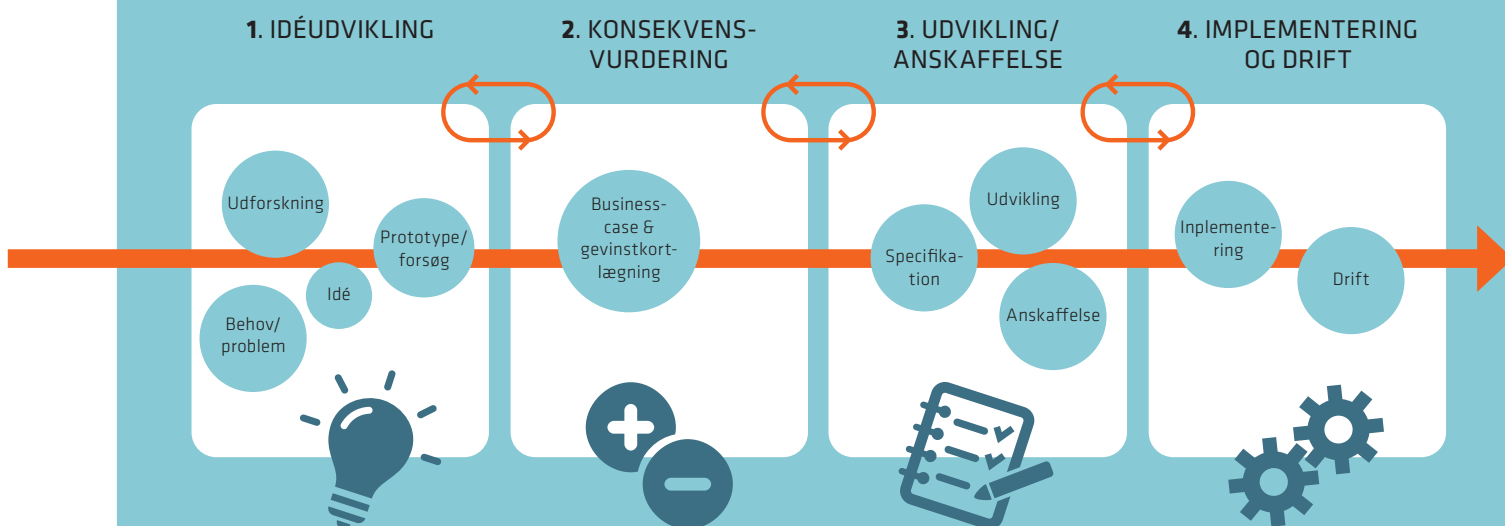 1. IDÉUDVIKLING
2. KONSEKVENS-
VURDERING
3. UDVIKLING/
ANSKAFFELSE
4. IMPLEMENTERING
OG DRIFT
Udforskning
Prototype/
forsøg
Idé
Behov/
problem
Business-
case &
gevinstkort-
lægning
Udvikling
Specifika-
tion
Anskaffelse
Inplemente-
ring
Drift